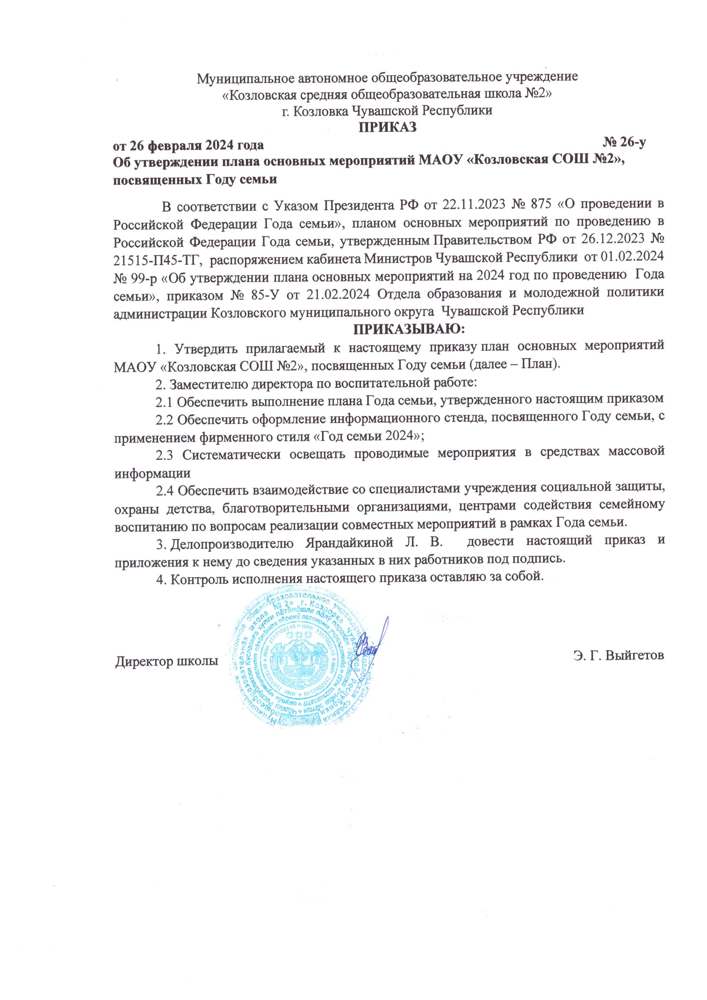 Муниципальное автономное общеобразовательное учреждение
«Козловская средняя общеобразовательная школа №2»
г. Козловка Чувашской Республики
ПРИКАЗ
от 26 февраля 2024 года № 26-у
Об утверждении плана основных мероприятий МАОУ «Козловская СОШ №2»,
посвященных Году семьи
В соответствии с Указом Президента РФ от 22.11.2023 № 875 «О проведении в
Российской Федерации Года семьи», планом основных мероприятий по проведению в
Российской Федерации Года семьи, утвержденным Правительством РФ от 26.12.2023 №
21515-П45-ТГ, распоряжением кабинета Министров Чувашской Республики от 01.02.2024
№ 99-р «Об утверждении плана основных мероприятий на 2024 год по проведению Года
семьи», приказом № 85-У от 21.02.2024 Отдела образования и молодежной политики
администрации Козловского муниципального округа Чувашской Республики
ПРИКАЗЫВАЮ:
1. Утвердить прилагаемый к настоящему приказу план основных мероприятий
МАОУ «Козловская СОШ №2», посвященных Году семьи (далее – План).
2. Заместителю директора по воспитательной работе:
2.1 Обеспечить выполнение плана Года семьи, утвержденного настоящим приказом
2.2 Обеспечить оформление информационного стенда, посвященного Году семьи, с
применением фирменного стиля «Год семьи 2024»;
2.3 Систематически освещать проводимые мероприятия в средствах массовой
информации
2.4 Обеспечить взаимодействие со специалистами учреждения социальной защиты,
охраны детства, благотворительными организациями, центрами содействия семейному
воспитанию по вопросам реализации совместных мероприятий в рамках Года семьи.
3. Делопроизводителю Ярандайкиной Л. В. довести настоящий приказ и
приложения к нему до сведения указанных в них работников под подпись.
4. Контроль исполнения настоящего приказа оставляю за собой.
Директор школы Э. Г. Выйгетов
ИНН 2107002149